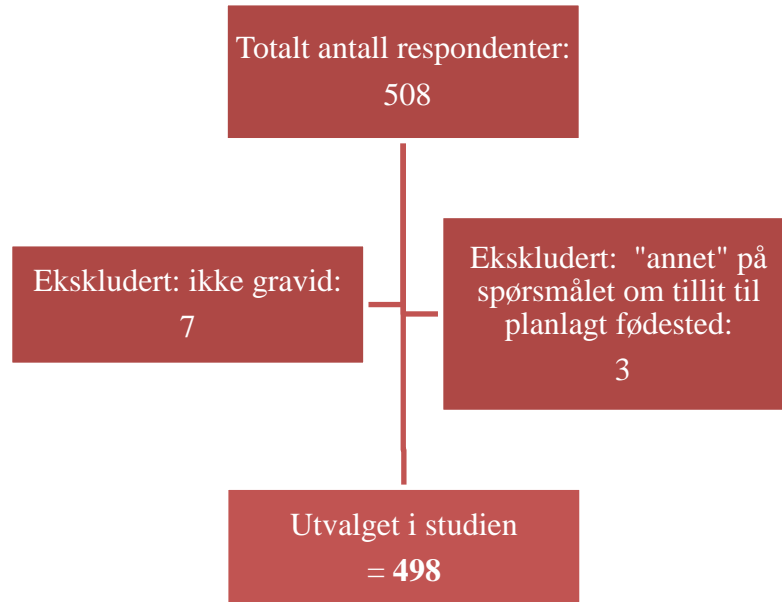 Totalt antall respondenter:
508
Ekskludert: ikke gravid:
7
Ekskludert: "annet" på
spørsmålet om tillit til
planlagt fødested:
3
Utvalget i studien
= 498